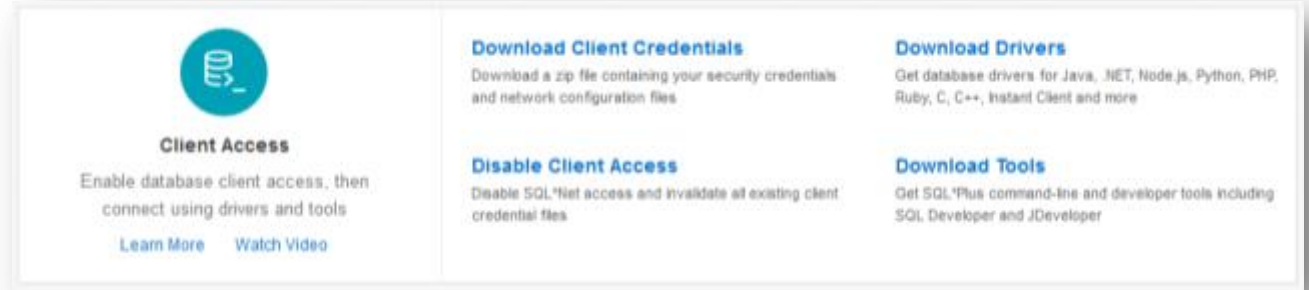 Client Access
Enable database client access, then
connect using drivers and tools
Learn More Watch Video
Download Client Credentials
Download a zip file containing your security credentials
and network configuration files
Download Drivers
Get database drivers for Java, .NET, Node.js, Python, PHP,
Ruby, C, C++, Instant Client and more
Disable Client Access
Disable SQL*Net access and invalidate all existing client
credential files
Download Tools
Get SQL*Plus command-line and developer tools including
SQL Developer and JDeveloper